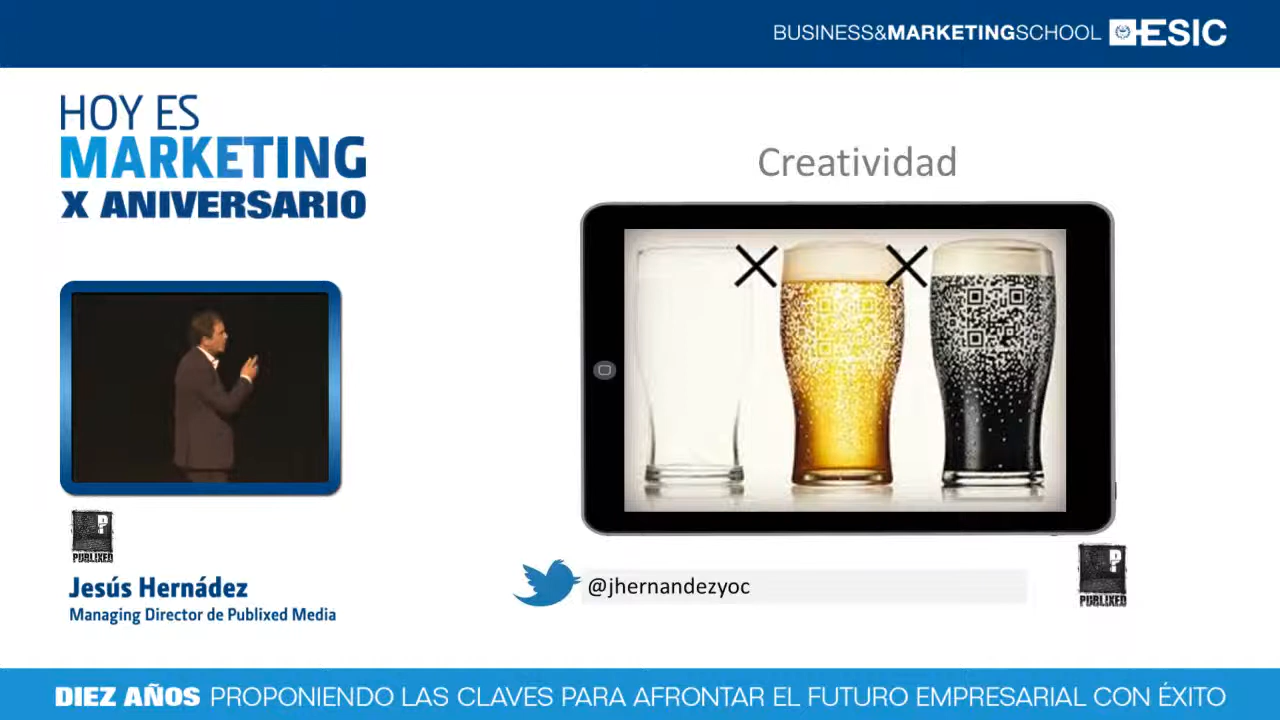 BUSINESS&MARKETINGSCHOOL ESIC
HOY ES
MARKETING
X ANIVERSARIO
Creatividad
PUBLIXED
Jesús Hernádez
Managing Director de Publixed Media
@jhernandezyoc
PUBLIXED
DIEZ AÑOS PROPONIENDO LAS CLAVES PARA AFRONTAR EL FUTURO EMPRESARIAL CON ÉXITO